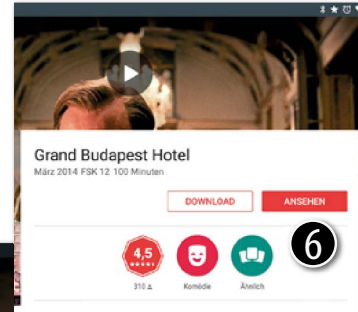 Grand Budapest Hotel
März 2014 FSK 12 100 Minuten
DOWNLOAD ANSEHEN
6
4,5
310 Komödie Ähnlich